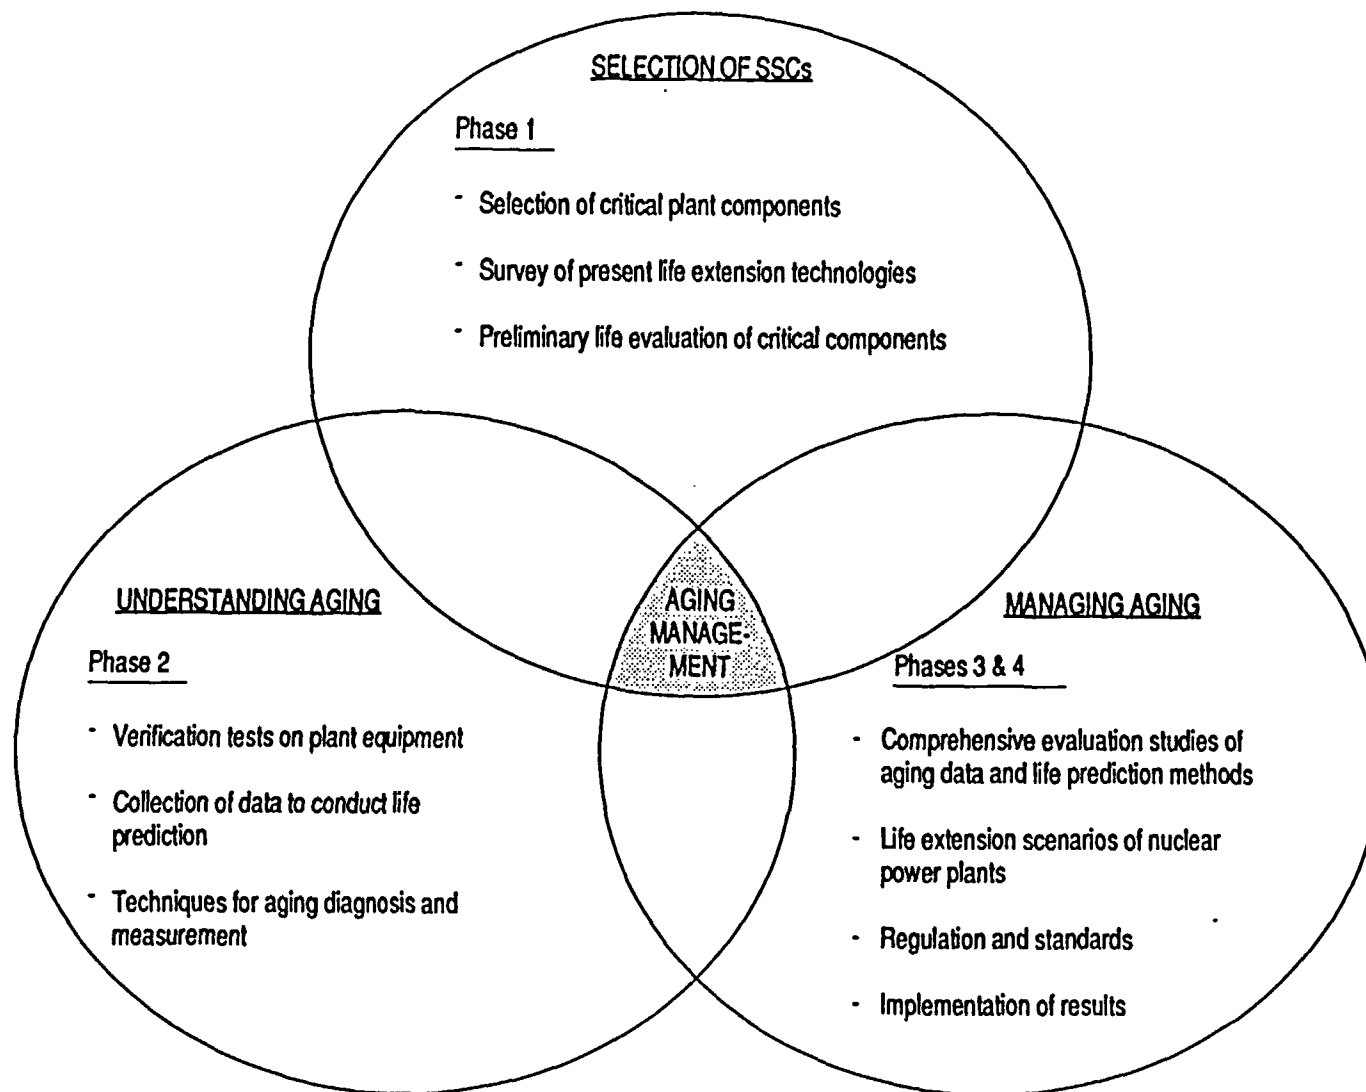 SELECTION OF SSCs
Phase 1
- Selection of critical plant components
- Survey of present life extension technologies
- Preliminary life evaluation of critical components
UNDERSTANDING AGING
Phase 2
- Verification tests on plant equipment
- Collection of data to conduct life
prediction
- Techniques for aging diagnosis and
measurement
AGING
MANAGE-
MENT
MANAGING AGING
Phases 3 & 4
- Comprehensive evaluation studies of
aging data and life prediction methods
- Life extension scenarios of nuclear
power plants
- Regulation and standards
- Implementation of results